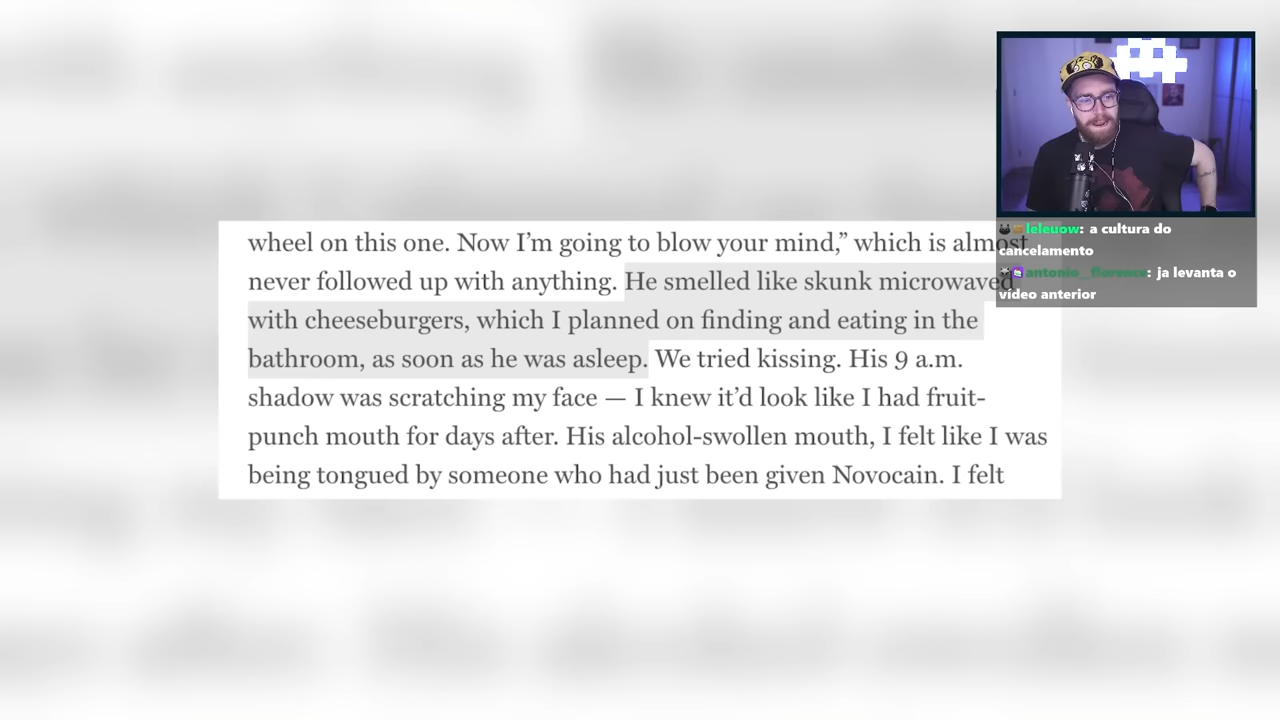 wheel on this one. Now I’m going to blow your mind,” which is almost
never followed up with anything. He smelled like skunk microwaved
with cheeseburgers, which I planned on finding and eating in the
bathroom, as soon as he was asleep. We tried kissing. His 9 a.m.
shadow was scratching my face — I knew it’d look like I had fruit-
punch mouth for days after. His alcohol-swollen mouth, I felt like I was
being tongued by someone who had just been given Novocain. I felt
leleuow: a cultura do
cancelamento
: ja levanta o
vídeo anterior